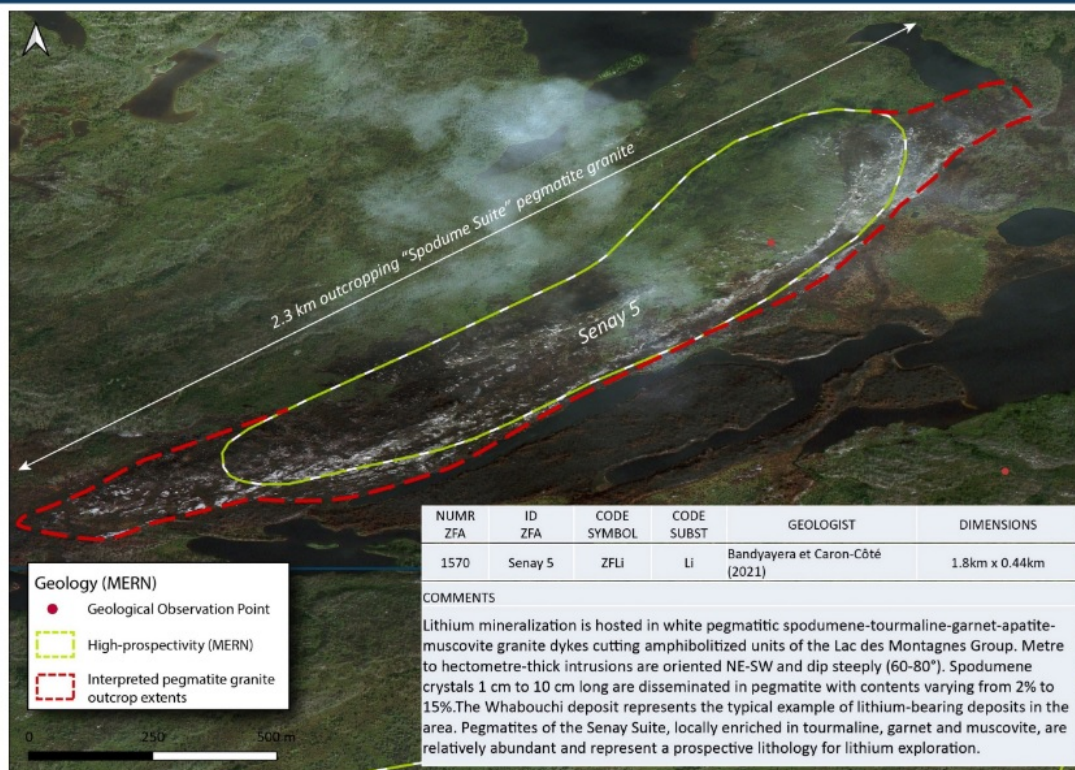 2.3 km outcropping "Spodume Suite" pegmatite granite
Senay 5
NUMR ZFA
ID ZFA
CODE SYMBOL
CODE SUBST
GEOLOGIST
DIMENSIONS
1570
Senay 5
ZFLi
Li
Bandyayera et Caron-Côté (2021)
1.8km x 0.44km
COMMENTS
Lithium mineralization is hosted in white pegmatitic spodumene-tourmaline-garnet-apatite-
muscovite granite dykes cutting amphibolitized units of the Lac des Montagnes Group. Metre
to hectometre-thick intrusions are oriented NE-SW and dip steeply (60-80°). Spodumene
crystals 1 cm to 10 cm long are disseminated in pegmatite with contents varying from 2% to
15%.The Whabouchi deposit represents the typical example of lithium-bearing deposits in the
area. Pegmatites of the Senay Suite, locally enriched in tourmaline, garnet and muscovite, are
relatively abundant and represent a prospective lithology for lithium exploration.
Geology (MERN)
Geological Observation Point
High-prospectivity (MERN)
Interpreted pegmatite granite
outcrop extents
0 250 500 m